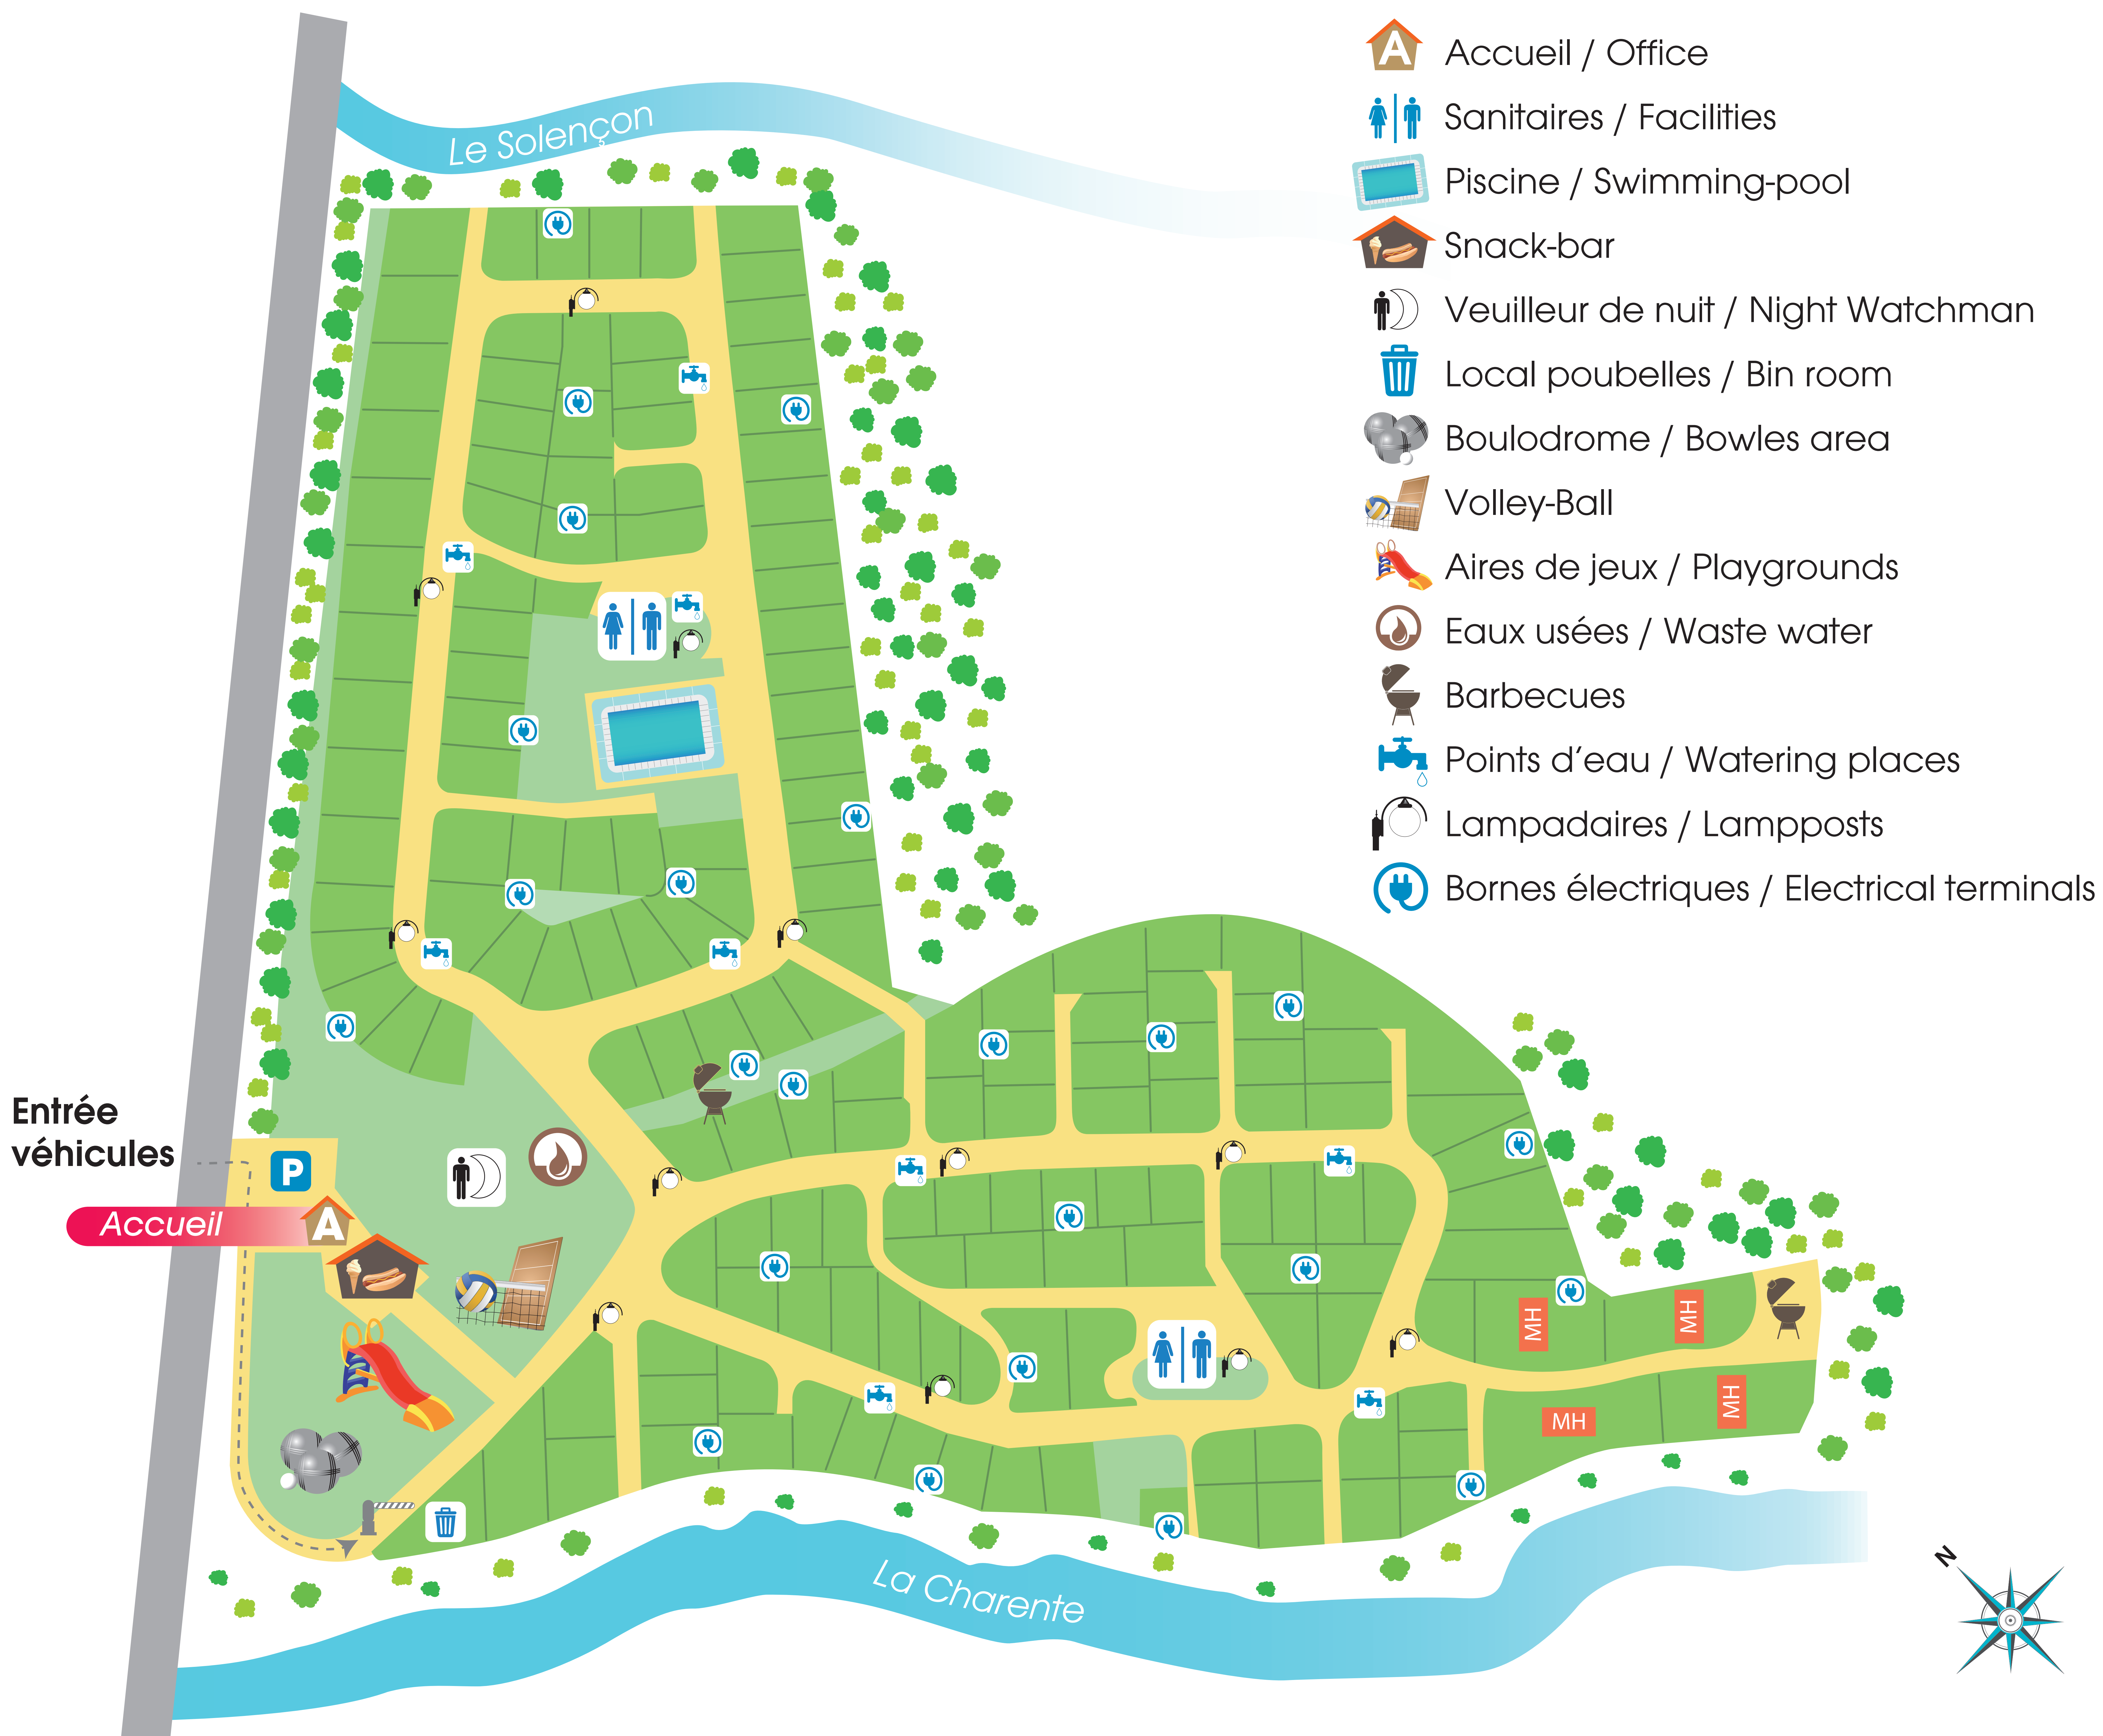 Le Solençon
A Accueil / Office
Sanitaires / Facilities
Piscine / Swimming-pool
Snack-bar
Veuilleur de nuit / Night Watchman
Local poubelles / Bin room
Boulodrome / Bowles area
Volley-Ball
Aires de jeux / Playgrounds
Eaux usées / Waste water
Barbecues
Points d'eau / Watering places
Lampadaires / Lampposts
Bornes électriques / Electrical terminals
Entrée
véhicules
P
Accueil A
MH
MH
MH
MH
La Charente
N